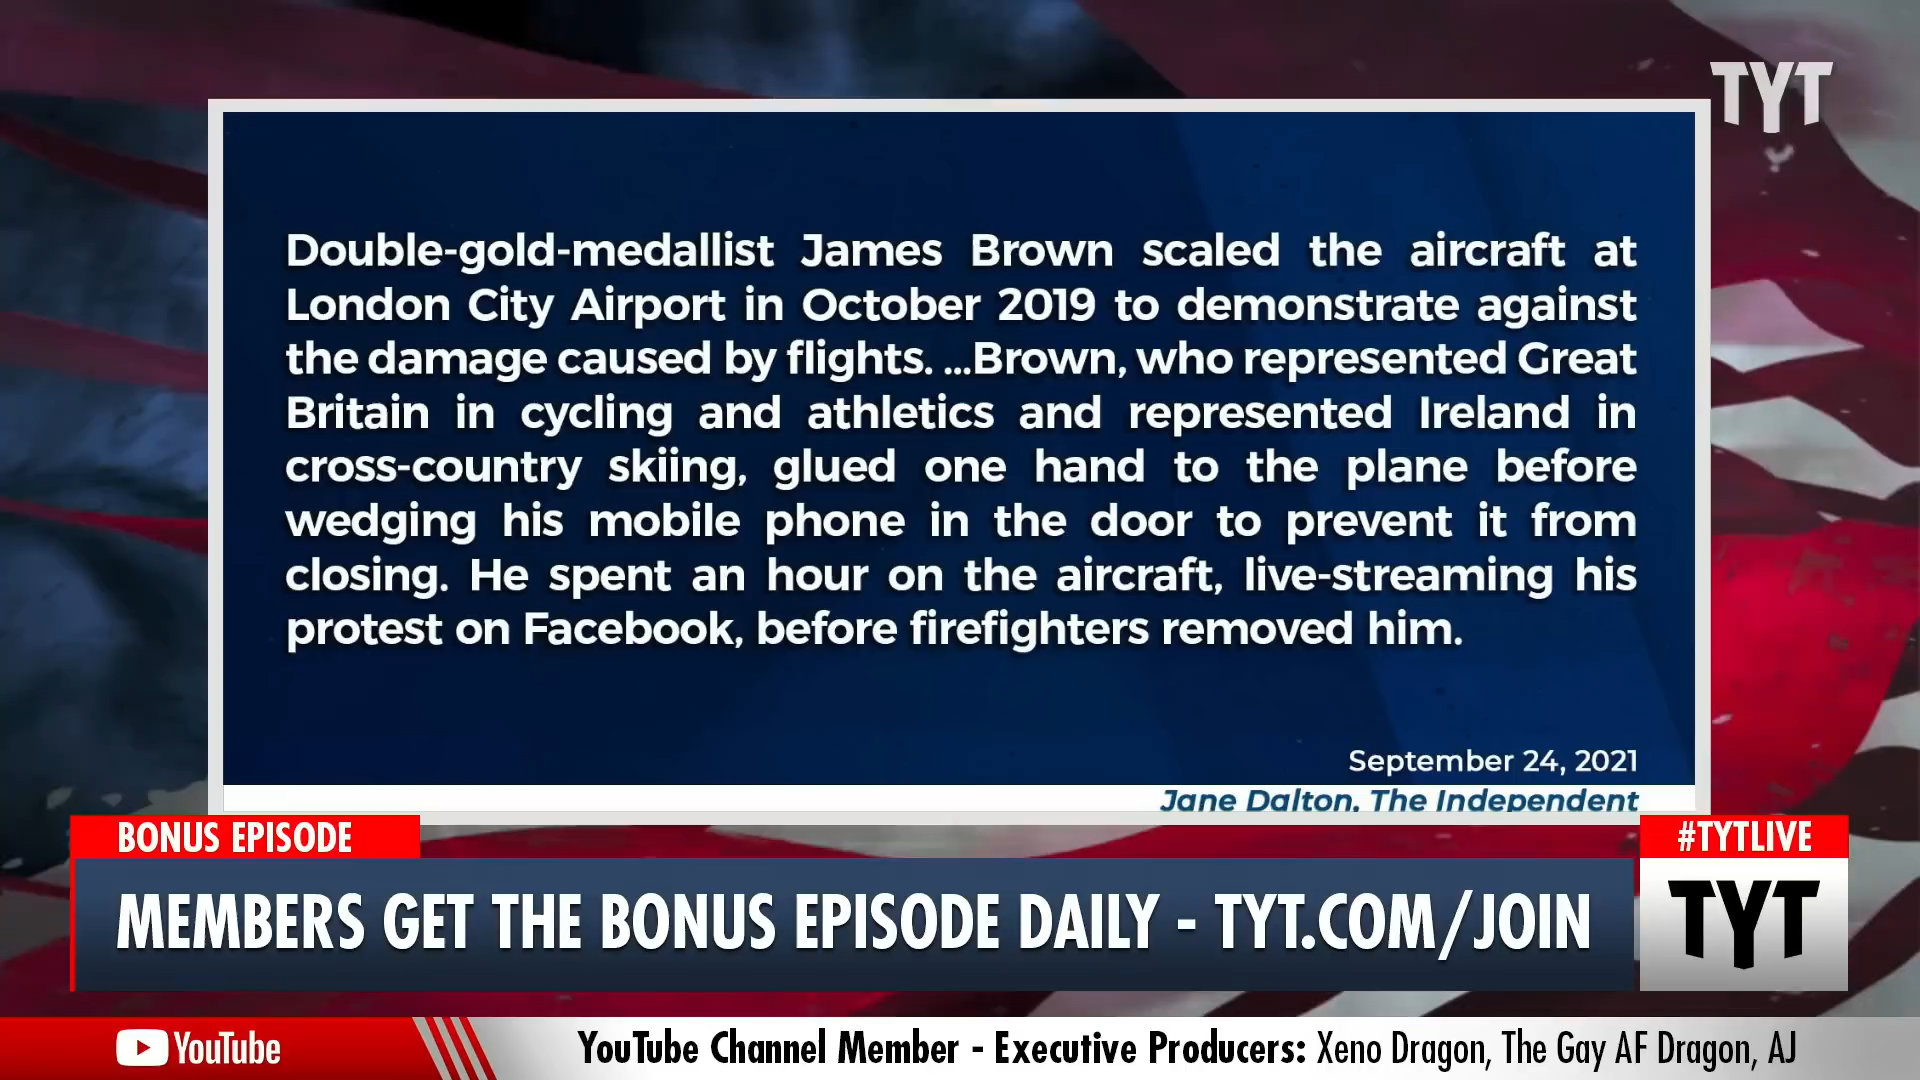 TYT
Double-gold-medallist James Brown scaled the aircraft at
London City Airport in October 2019 to demonstrate against
the damage caused by flights. ...Brown, who represented Great
Britain in cycling and athletics and represented Ireland in
cross-country skiing, glued one hand to the plane before
wedging his mobile phone in the door to prevent it from
closing. He spent an hour on the aircraft, live-streaming his
protest on Facebook, before firefighters removed him.
September 24, 2021
Jane Dalton, The Independent
BONUS EPISODE
#TYTLIVE
MEMBERS GET THE BONUS EPISODE DAILY - TYT.COM/JOIN
TYT
YouTube
YouTube Channel Member - Executive Producers: Xeno Dragon, The Gay AF Dragon, AJ